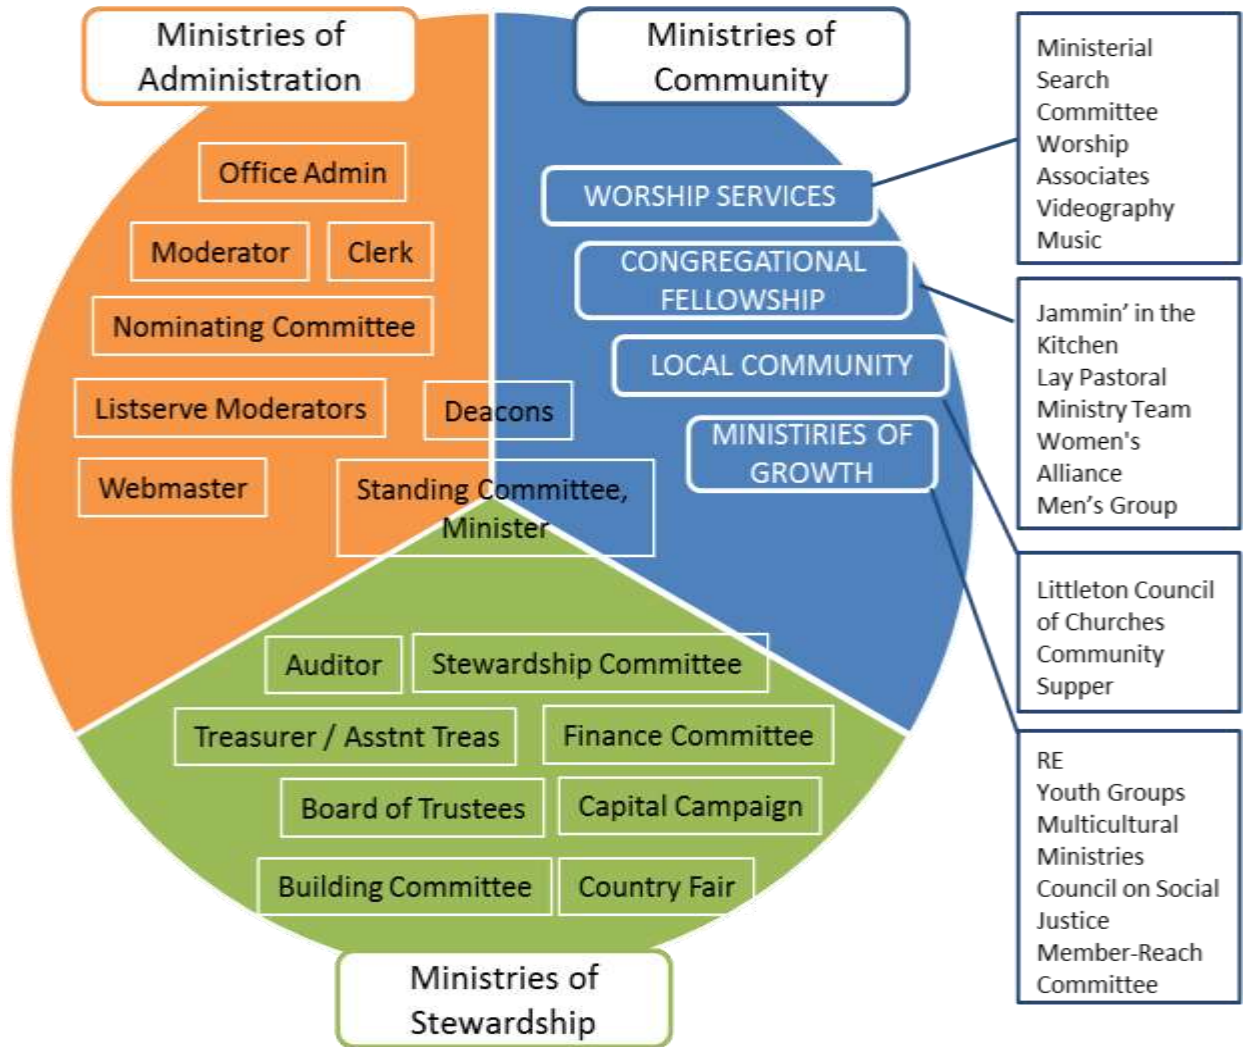 Ministries of
Administration
Ministries of
Community
Office Admin
Moderator
Clerk
Nominating Committee
Listserve Moderators
Deacons
Webmaster
Standing Committee,
Minister
WORSHIP SERVICES
CONGREGATIONAL
FELLOWSHIP
LOCAL COMMUNITY
MINISTIRIES OF
GROWTH
Ministerial
Search
Committee
Worship
Associates
Videography
Music
Jammin’ in the
Kitchen
Lay Pastoral
Ministry Team
Women's
Alliance
Men’s Group
Littleton Council
of Churches
Community
Supper
RE
Youth Groups
Multicultural
Ministries
Council on Social
Justice
Member-Reach
Committee
Auditor
Stewardship Committee
Treasurer / Asstnt Treas
Finance Committee
Board of Trustees
Capital Campaign
Building Committee
Country Fair
Ministries of
Stewardship